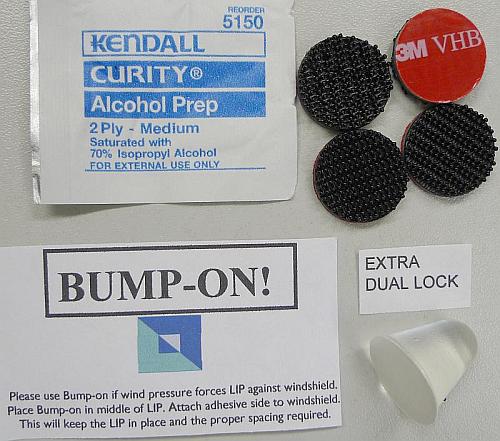 REORDER
5150
KENDALL
CURITY®
Alcohol Prep
2 Ply - Medium
Saturated with
70% Isopropyl Alcohol
FOR EXTERNAL USE ONLY
3M VHB
BUMP-ON!
Please use Bump-on if wind pressure forces LIP against windshield.
Place Bump-on in middle of LIP. Attach adhesive side to windshield.
This will keep the LIP in place and the proper spacing required.
EXTRA
DUAL LOCK